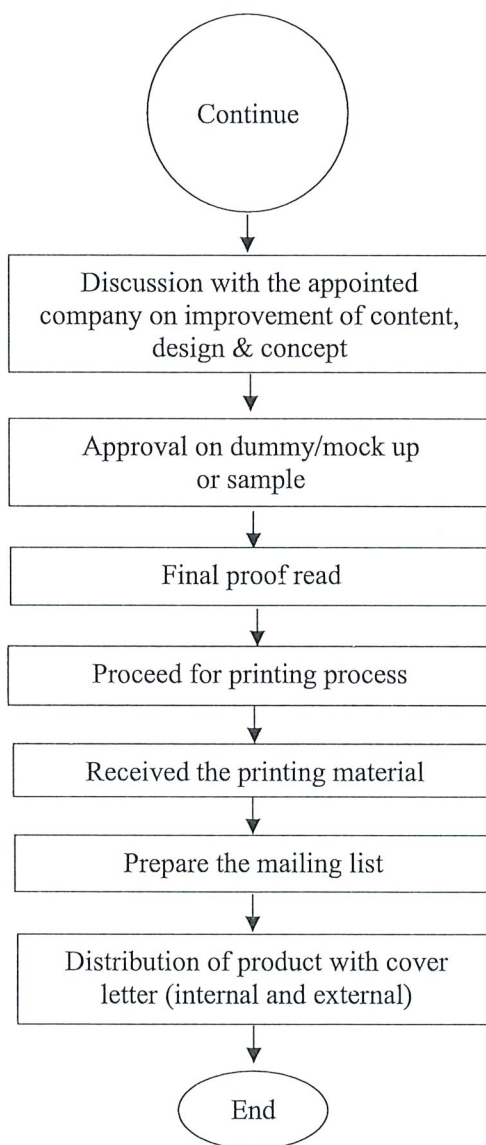 Continue
Discussion with the appointed
company on improvement of content,
design & concept
Approval on dummy/mock up
or sample
Final proof read
Proceed for printing process
Received the printing material
Prepare the mailing list
Distribution of product with cover
letter (internal and external)
End